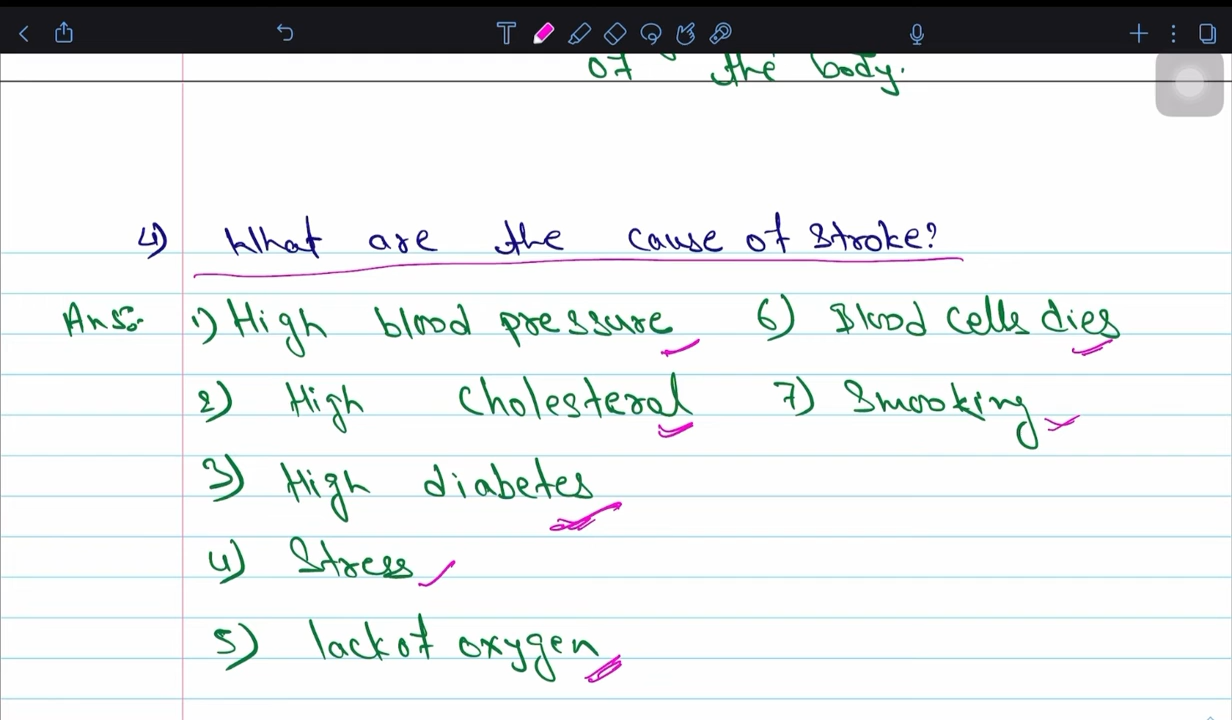 of the body.
4) What are the cause of stroke?
Ans:- 1) High blood pressure 6) Blood cells dies
2) High cholesteral 7) Smooking
3) High diabetes
4) Stress
5) lack of oxygen